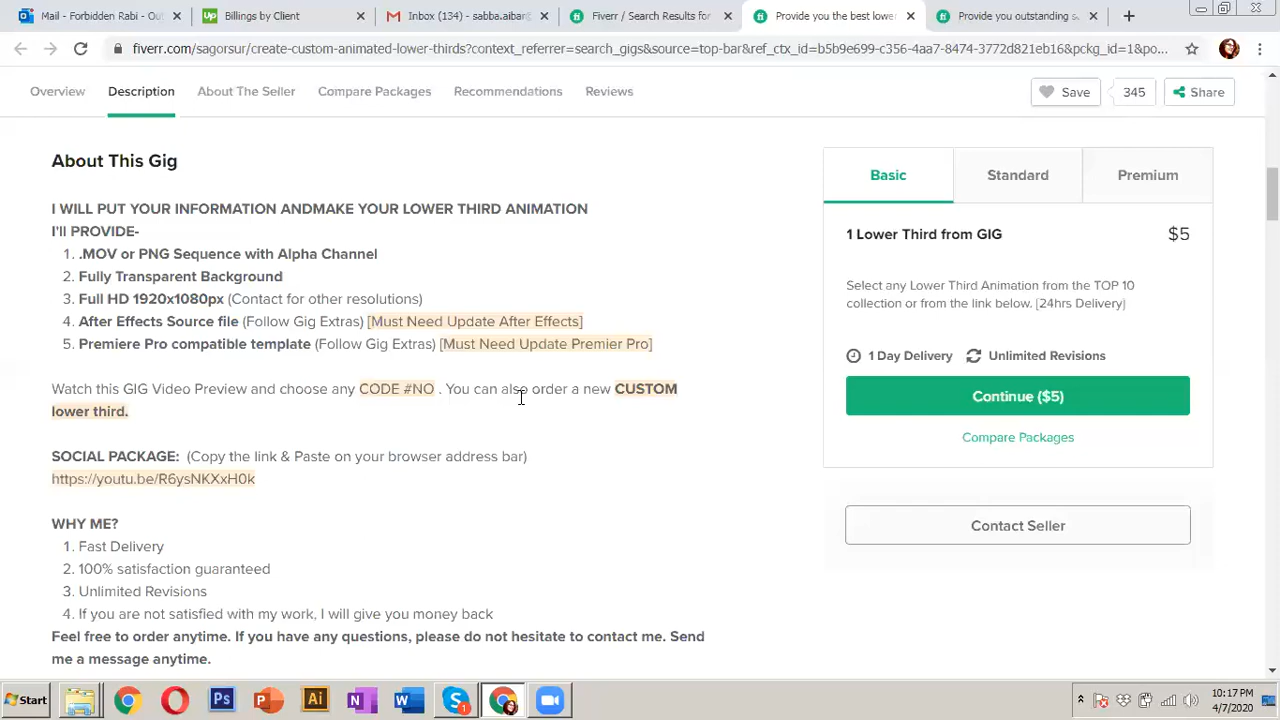 Mail - Forbidden Rabi - Outl
Billings by Client
Inbox (134) - sabba.aibar
Fiverr / Search Results for
Provide you the best lower
Provide you outstanding s
fiverr.com/sagorsur/create-custom-animated-lower-thirds?context_referrer=search_gigs&source=top-bar&ref_ctx_id=b5b9e699-c356-4aa7-8474-3772d821eb16&pckg_id=1&po...
Overview
Description
About The Seller
Compare Packages
Recommendations
Reviews
Save
345
Share
About This Gig
I WILL PUT YOUR INFORMATION ANDMAKE YOUR LOWER THIRD ANIMATION
I'll PROVIDE-
1. .MOV or PNG Sequence with Alpha Channel
2. Fully Transparent Background
3. Full HD 1920x1080px (Contact for other resolutions)
4. After Effects Source file (Follow Gig Extras) [Must Need Update After Effects]
5. Premiere Pro compatible template (Follow Gig Extras) [Must Need Update Premier Pro]
Watch this GIG Video Preview and choose any CODE #NO . You can also order a new CUSTOM
lower third.
SOCIAL PACKAGE: (Copy the link & Paste on your browser address bar)
https://youtu.be/R6ysNKXxH0k
WHY ME?
1. Fast Delivery
2. 100% satisfaction guaranteed
3. Unlimited Revisions
4. If you are not satisfied with my work, I will give you money back
Feel free to order anytime. If you have any questions, please do not hesitate to contact me. Send
me a message anytime.
Basic
Standard
Premium
1 Lower Third from GIG
$5
Select any Lower Third Animation from the TOP 10
collection or from the link below. [24hrs Delivery]
1 Day Delivery
Unlimited Revisions
Continue ($5)
Compare Packages
Contact Seller
Start
10:17 PM
4/7/2020